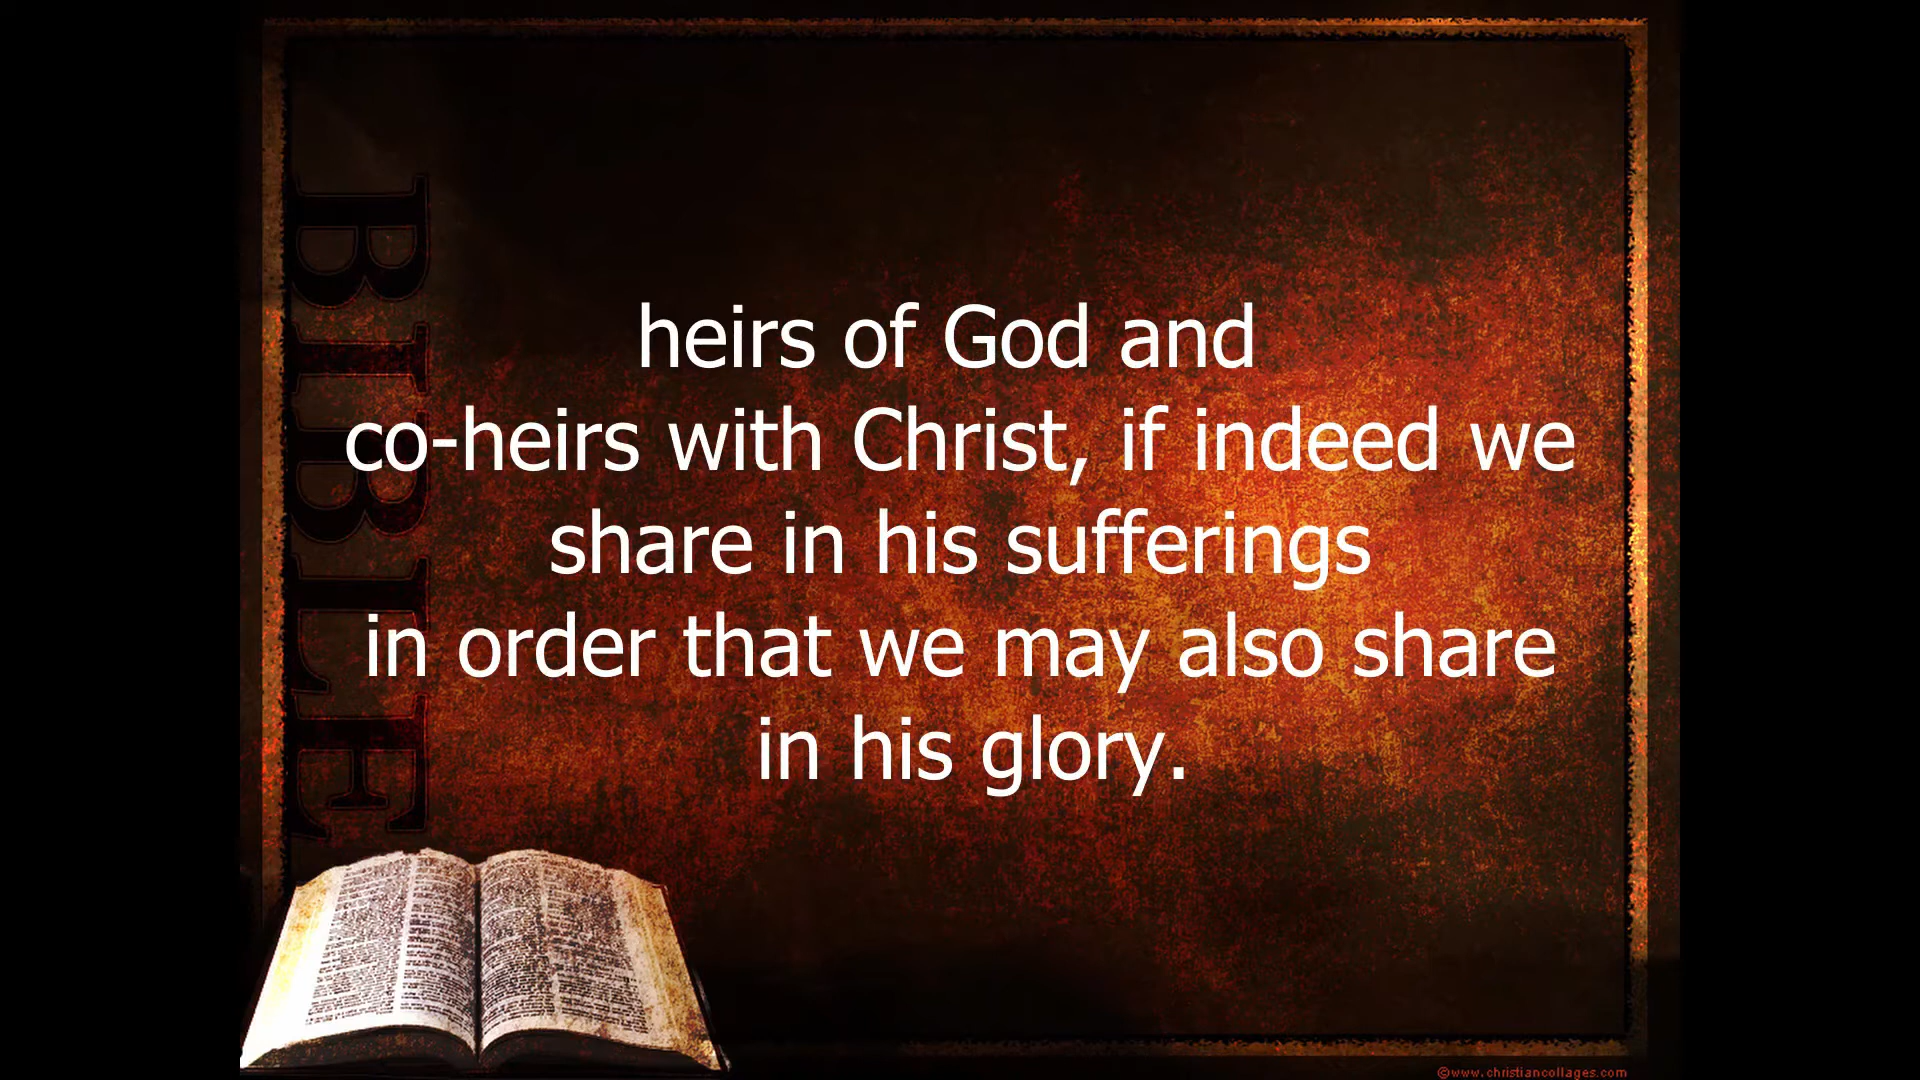 BIBLE
heirs of God and
co-heirs with Christ, if indeed we
share in his sufferings
in order that we may also share
in his glory.
©www.christiancollages.com